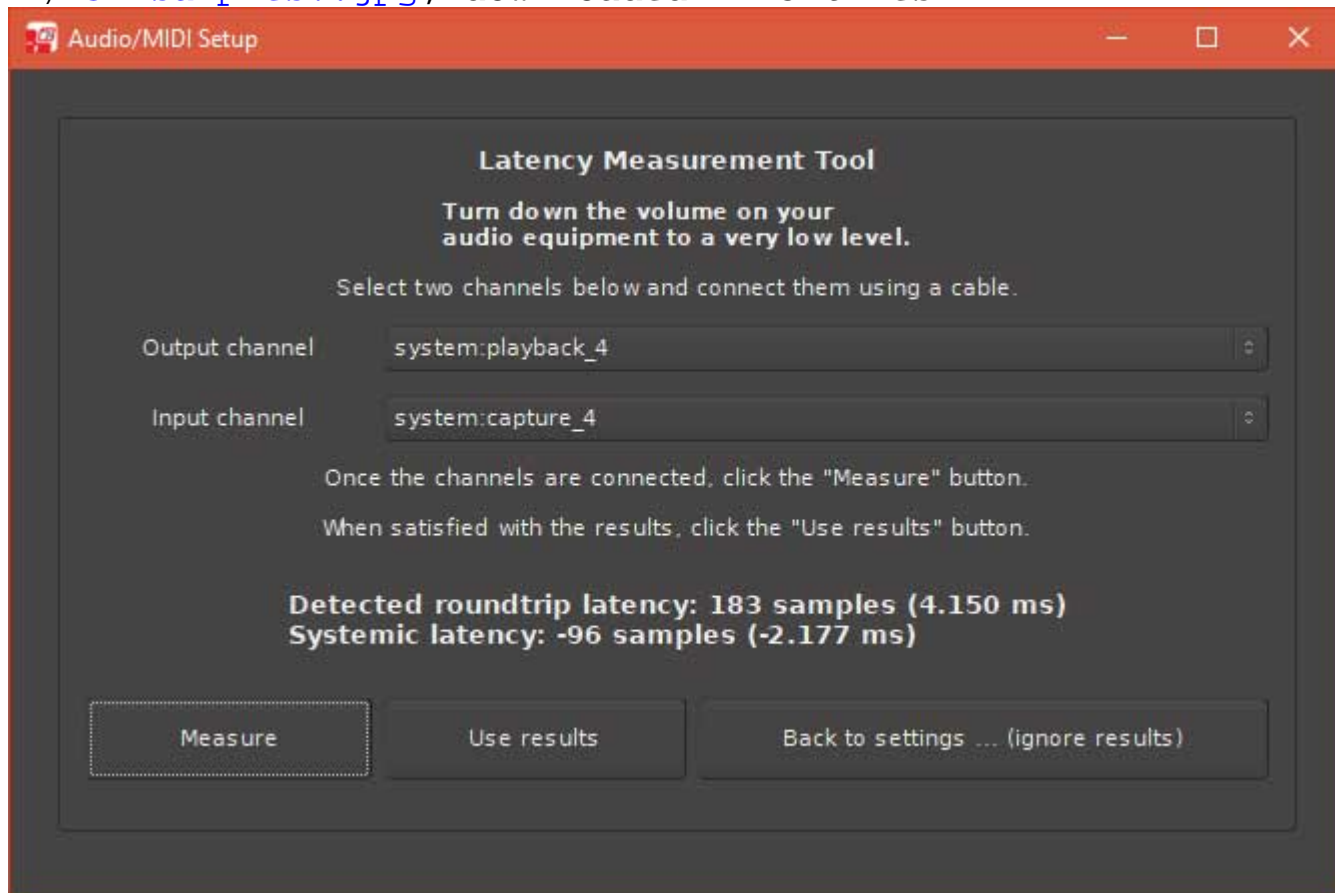 Audio/MIDI Setup
Latency Measurement Tool
Turn down the volume on your
audio equipment to a very low level.
Select two channels below and connect them using a cable.
Output channel system:playback_4
Input channel system:capture_4
Once the channels are connected, click the "Measure" button.
When satisfied with the results, click the "Use results" button.
Detected roundtrip latency: 183 samples (4.150 ms)
Systemic latency: -96 samples (-2.177 ms)
Measure Use results Back to settings ... (ignore results)